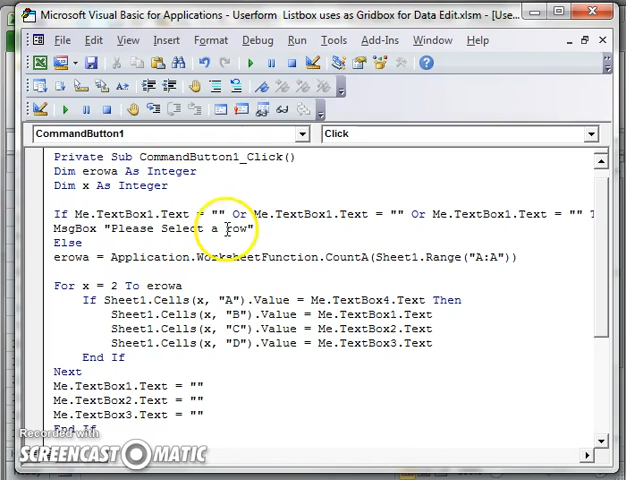 Microsoft Visual Basic for Applications - Userform Listbox uses as Gridbox for Data Edit.xlsm - [Use...
File Edit View Insert Format Debug Run Tools Add-Ins Window Help
CommandButton1 Click
Private Sub CommandButton1_Click()
Dim erowa As Integer
Dim x As Integer
If Me.TextBox1.Text = "" Or Me.TextBox1.Text = "" Or Me.TextBox1.Text = "" T
MsgBox "Please Select a row"
Else
erowa = Application.WorksheetFunction.CountA(Sheet1.Range("A:A"))
For x = 2 To erowa
If Sheet1.Cells(x, "A").Value = Me.TextBox4.Text Then
Sheet1.Cells(x, "B").Value = Me.TextBox1.Text
Sheet1.Cells(x, "C").Value = Me.TextBox2.Text
Sheet1.Cells(x, "D").Value = Me.TextBox3.Text
End If
Next
Me.TextBox1.Text = ""
Me.TextBox2.Text = ""
Me.TextBox3.Text = ""
End If
Recorded with
SCREENCAST MATIC